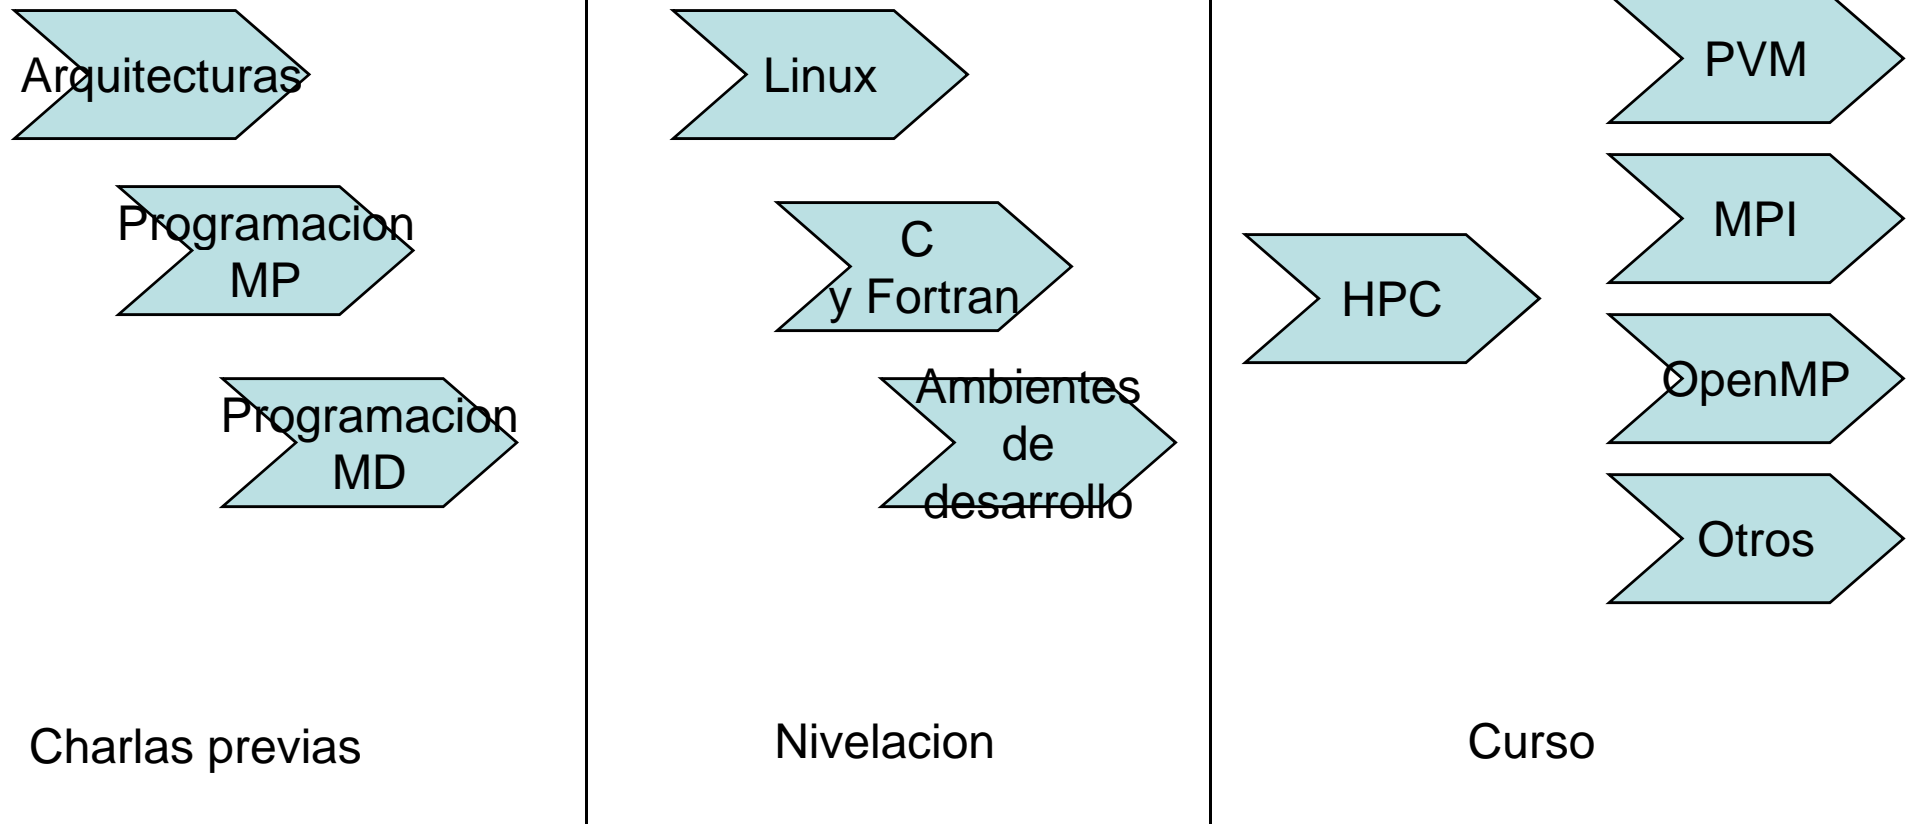 Arquitecturas
Programacion
MP
Programacion
MD
Charlas previas
Linux
C
y Fortran
Ambientes
de
desarrollo
Nivelacion
HPC
PVM
MPI
OpenMP
Otros
Curso